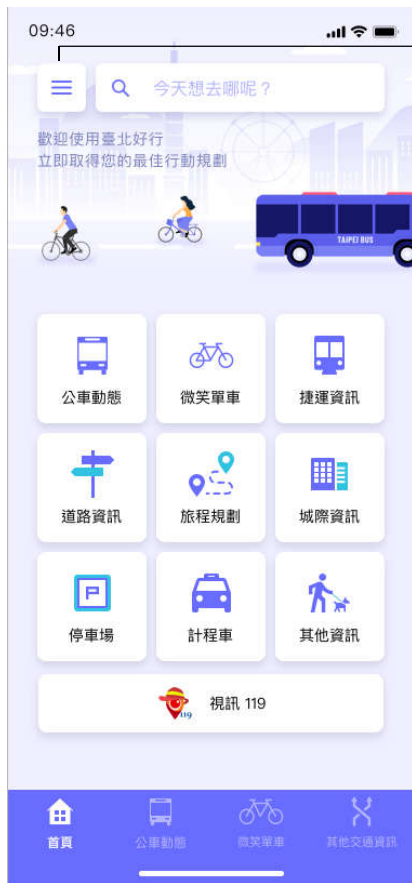 09:46
今天想去哪呢？
歡迎使用臺北好行
立即取得您的最佳行動規劃
TAIPEI BUS
公車動態
微笑單車
捷運資訊
道路資訊
旅程規劃
城際資訊
P
停車場
計程車
其他資訊
119
視訊 119
首頁
公車動態
微笑單車
其他交通資訊